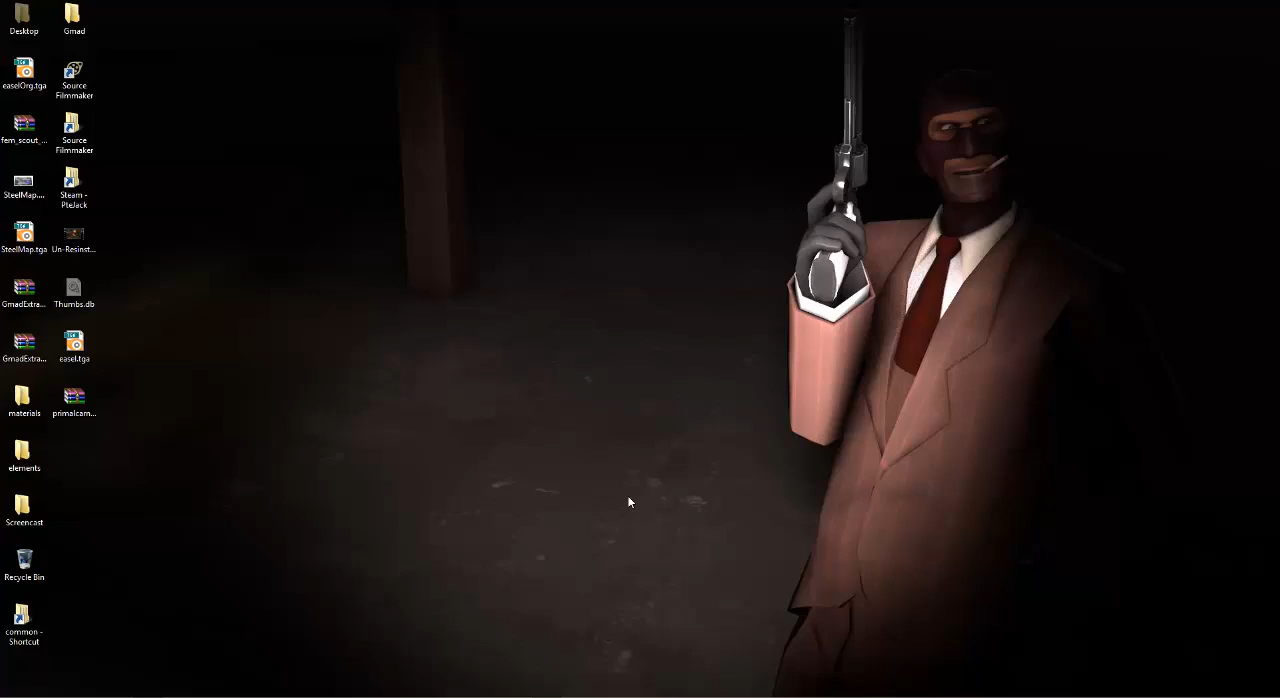 Desktop
Gmad
easelOrg.tga
Source
Filmmaker
fem_scout_...
Source
Filmmaker
SteelMap....
Steam -
PteJack
SteelMap.tga
Un-Resinst...
GmadExtra...
Thumbs.db
GmadExtra...
easel.tga
materials
primalcarn...
elements
Screencast
Recycle Bin
common -
Shortcut